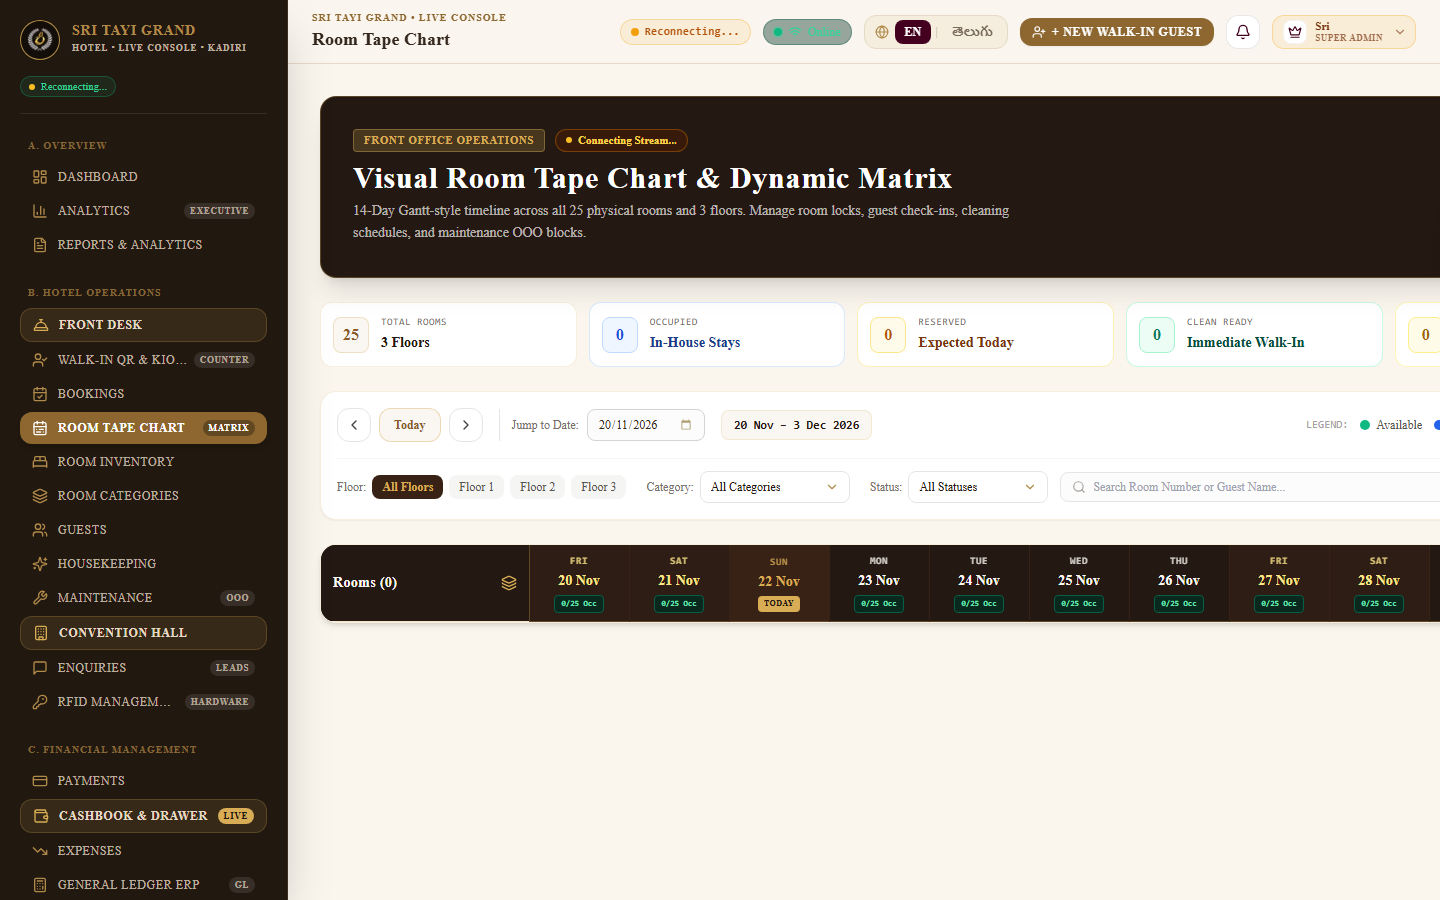 SRI TAYI GRAND
HOTEL • LIVE CONSOLE • KADIRI
Reconnecting...
A. OVERVIEW
DASHBOARD
ANALYTICS EXECUTIVE
REPORTS & ANALYTICS
B. HOTEL OPERATIONS
FRONT DESK
WALK-IN QR & KIO... COUNTER
BOOKINGS
ROOM TAPE CHART MATRIX
ROOM INVENTORY
ROOM CATEGORIES
GUESTS
HOUSEKEEPING
MAINTENANCE OOO
CONVENTION HALL
ENQUIRIES LEADS
RFID MANAGEM... HARDWARE
C. FINANCIAL MANAGEMENT
PAYMENTS
CASHBOOK & DRAWER LIVE
EXPENSES
GENERAL LEDGER ERP GL
SRI TAYI GRAND • LIVE CONSOLE
Room Tape Chart
Reconnecting...
EN తెలుగు
+ NEW WALK-IN GUEST
Sri
SUPER ADMIN
FRONT OFFICE OPERATIONS
Connecting Stream...
Visual Room Tape Chart & Dynamic Matrix
14-Day Gantt-style timeline across all 25 physical rooms and 3 floors. Manage room locks, guest check-ins, cleaning
schedules, and maintenance OOO blocks.
25 TOTAL ROOMS 3 Floors
0 OCCUPIED In-House Stays
0 RESERVED Expected Today
0 CLEAN READY Immediate Walk-In
0
Today
Jump to Date: 20/11/2026
20 Nov – 3 Dec 2026
LEGEND: Available
Floor: All Floors Floor 1 Floor 2 Floor 3
Category: All Categories
Status: All Statuses
Search Room Number or Guest Name...
Rooms (0)
FRI 20 Nov 0/25 Occ
SAT 21 Nov 0/25 Occ
SUN 22 Nov TODAY
MON 23 Nov 0/25 Occ
TUE 24 Nov 0/25 Occ
WED 25 Nov 0/25 Occ
THU 26 Nov 0/25 Occ
FRI 27 Nov 0/25 Occ
SAT 28 Nov 0/25 Occ